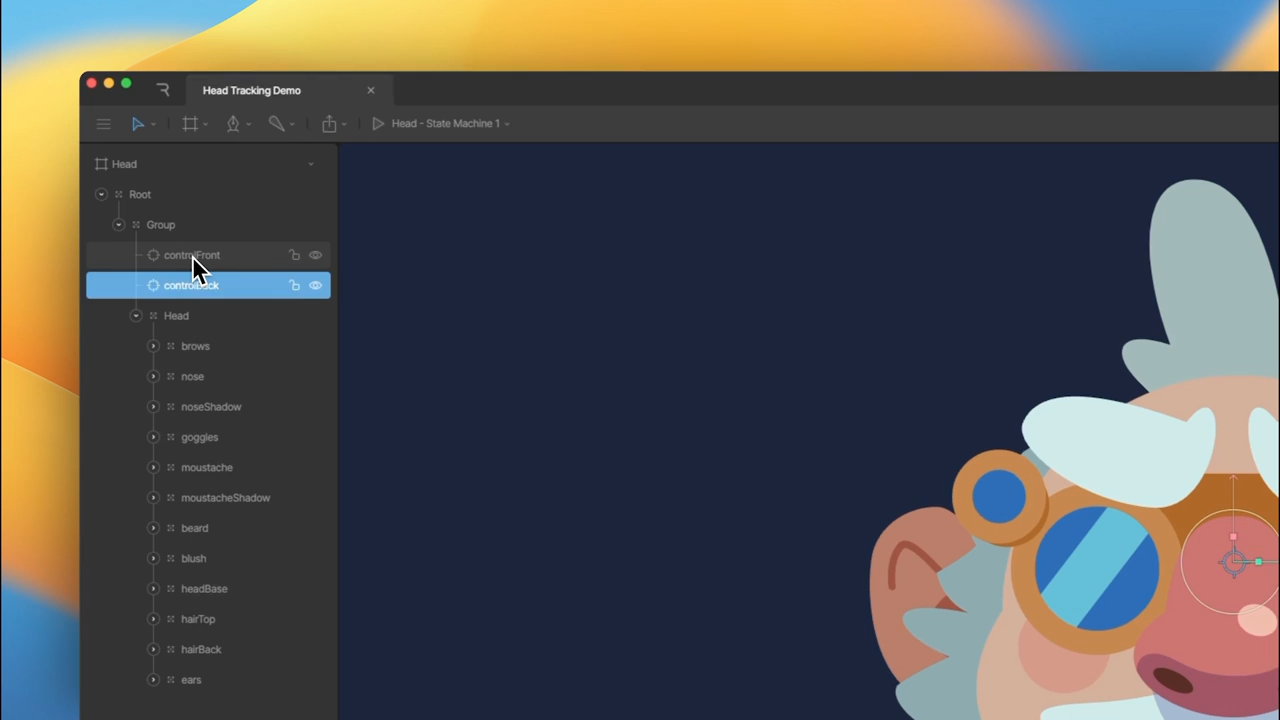 Head Tracking Demo
Head - State Machine 1
Head
Root
Group
controlFront
controlBack
Head
brows
nose
noseShadow
goggles
moustache
moustacheShadow
beard
blush
headBase
hairTop
hairBack
ears